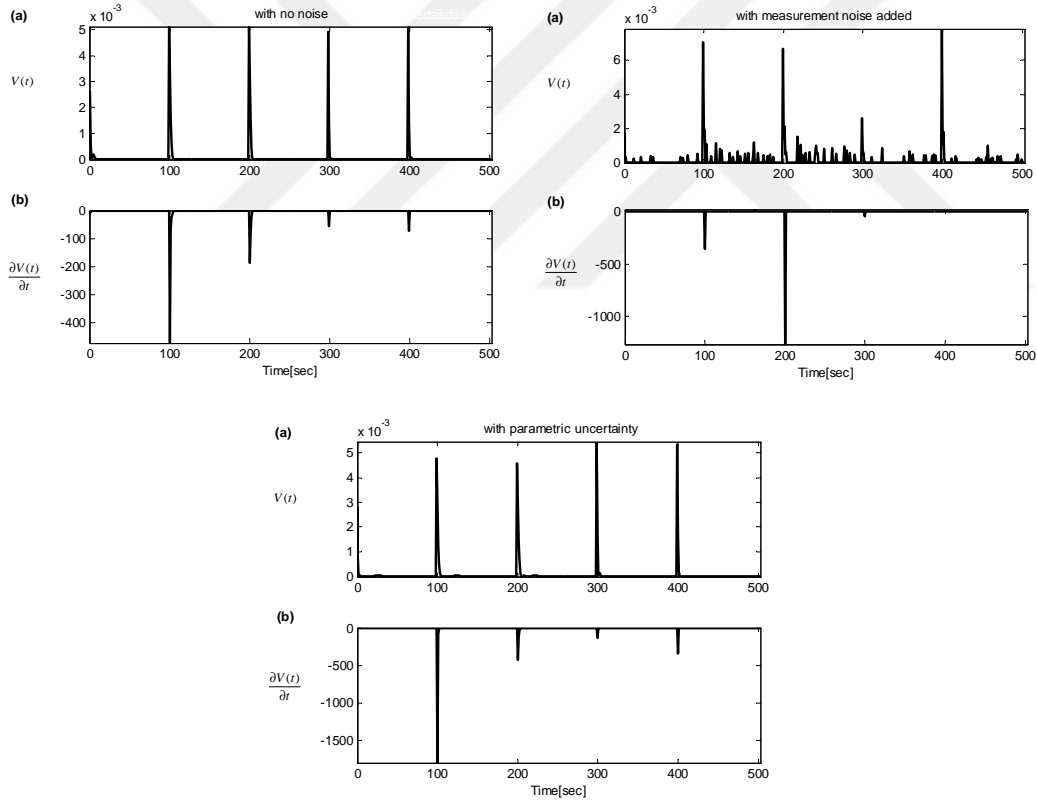 (a)
with no noise
sdasdasdas
x 10⁻³
5
4
3
2
1
0
V(t)
0 100 200 300 400 500
(b)
0
-100
-200
-300
-400
∂V(t)
∂t
0 100 200 300 400 500
Time[sec]
(a)
with measurement noise added
x 10⁻³
6
4
2
0
V(t)
0 100 200 300 400 500
(b)
0
-500
-1000
∂V(t)
∂t
0 100 200 300 400 500
Time[sec]
(a)
with parametric uncertainty
x 10⁻³
5
4
3
2
1
0
V(t)
0 100 200 300 400 500
(b)
0
-500
-1000
-1500
∂V(t)
∂t
0 100 200 300 400 500
Time[sec]